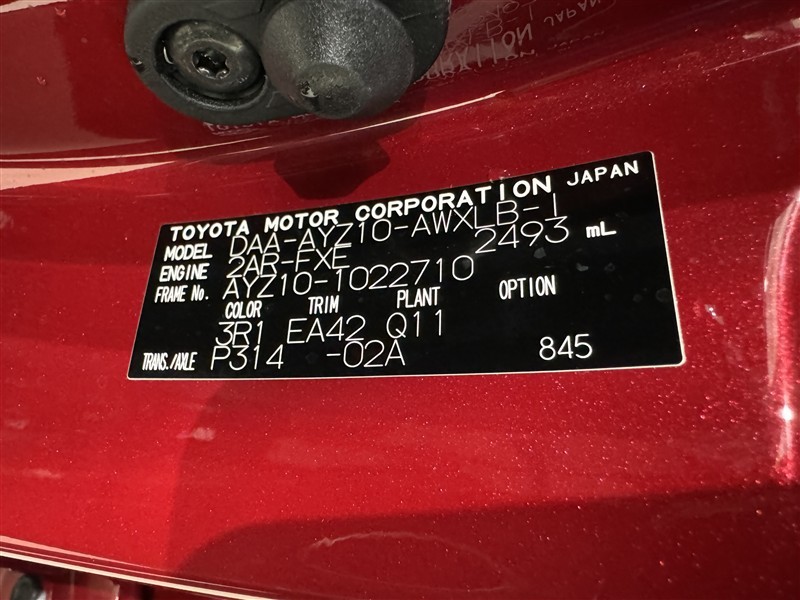 TOYOTA MOTOR CORPORATION JAPAN
MODEL DAA-AYZ10-AWXLB-1
ENGINE 2AR-FXE 2493 mL
FRAME No. AYZ10-1022710
COLOR TRIM PLANT OPTION
3R1 EA42 Q11
TRANS./AXLE P314 -02A 845